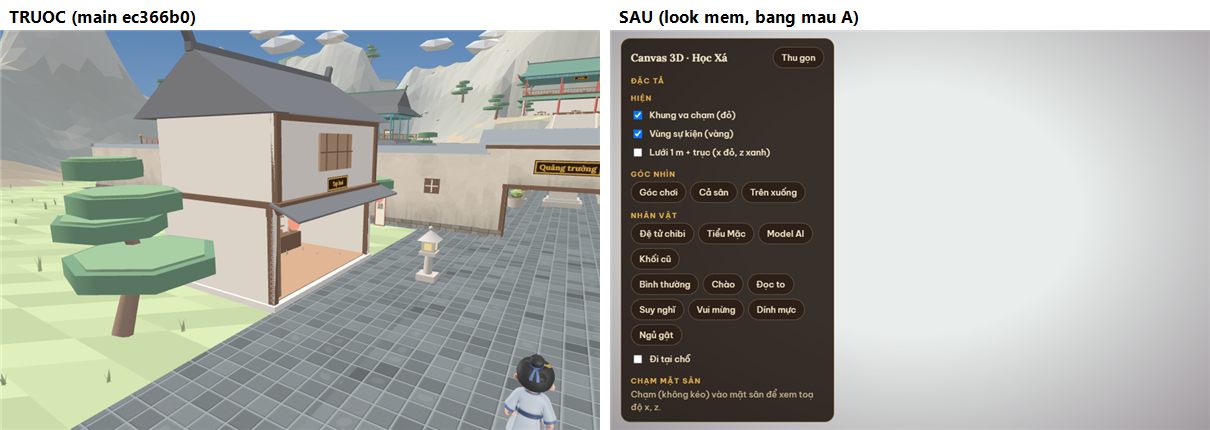 TRUOC (main ec366b0)
Quảng trường
Tạp hoá
SAU (look mem, bang mau A)
Canvas 3D · Học Xá
Thu gọn
ĐẶC TẢ
HIỆN
Khung va chạm (đỏ)
Vùng sự kiện (vàng)
Lưới 1 m + trục (x đỏ, z xanh)
GÓC NHÌN
Góc chơi
Cả sân
Trên xuống
NHÂN VẬT
Đệ tử chibi
Tiểu Mặc
Model AI
Khối cũ
Bình thường
Chào
Đọc to
Suy nghĩ
Vui mừng
Dính mực
Ngủ gật
Đi tại chỗ
CHẠM MẶT SÂN
Chạm (không kéo) vào mặt sân để xem toạ
độ x, z.